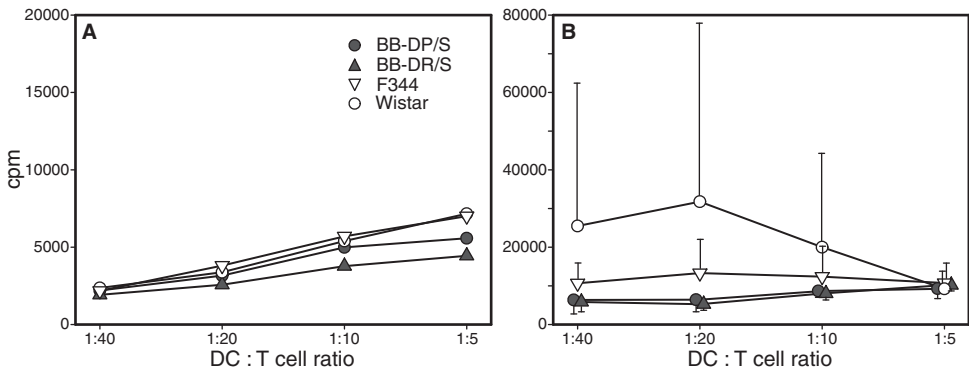 A
20000
15000
10000
5000
0
cpm
BB-DP/S
BB-DR/S
F344
Wistar
1:40 1:20 1:10 1:5
DC : T cell ratio
B
80000
60000
40000
20000
0
1:40 1:20 1:10 1:5
DC : T cell ratio